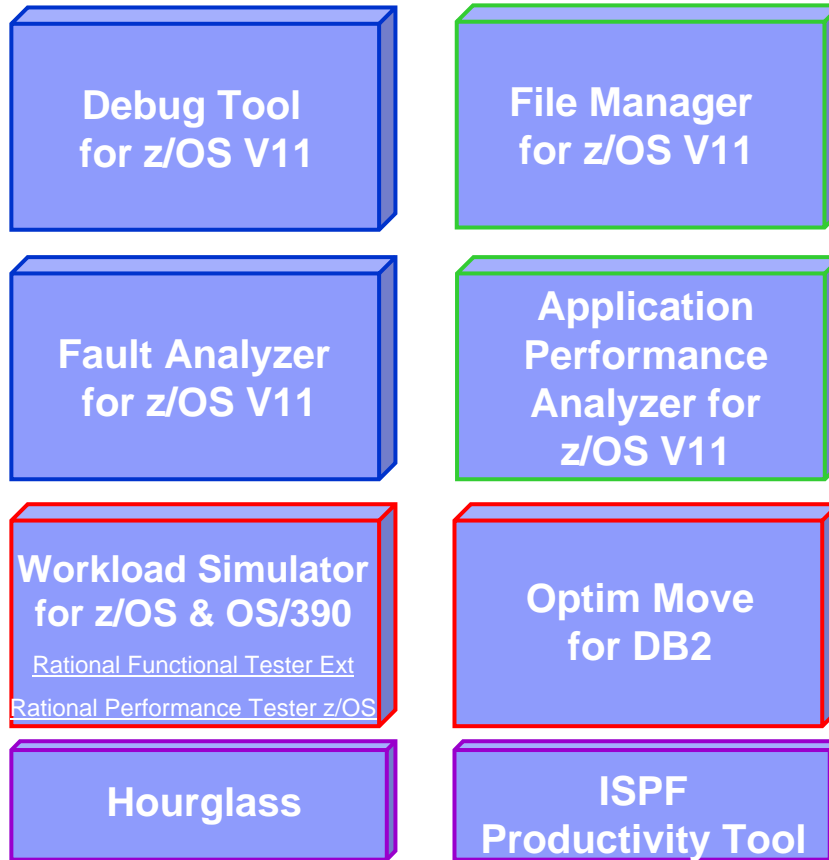 Debug Tool
for z/OS V11
File Manager
for z/OS V11
Fault Analyzer
for z/OS V11
Application
Performance
Analyzer for
z/OS V11
Workload Simulator
for z/OS & OS/390
Rational Functional Tester Ext
Rational Performance Tester z/OS
Optim Move
for DB2
Hourglass
ISPF
Productivity Tool